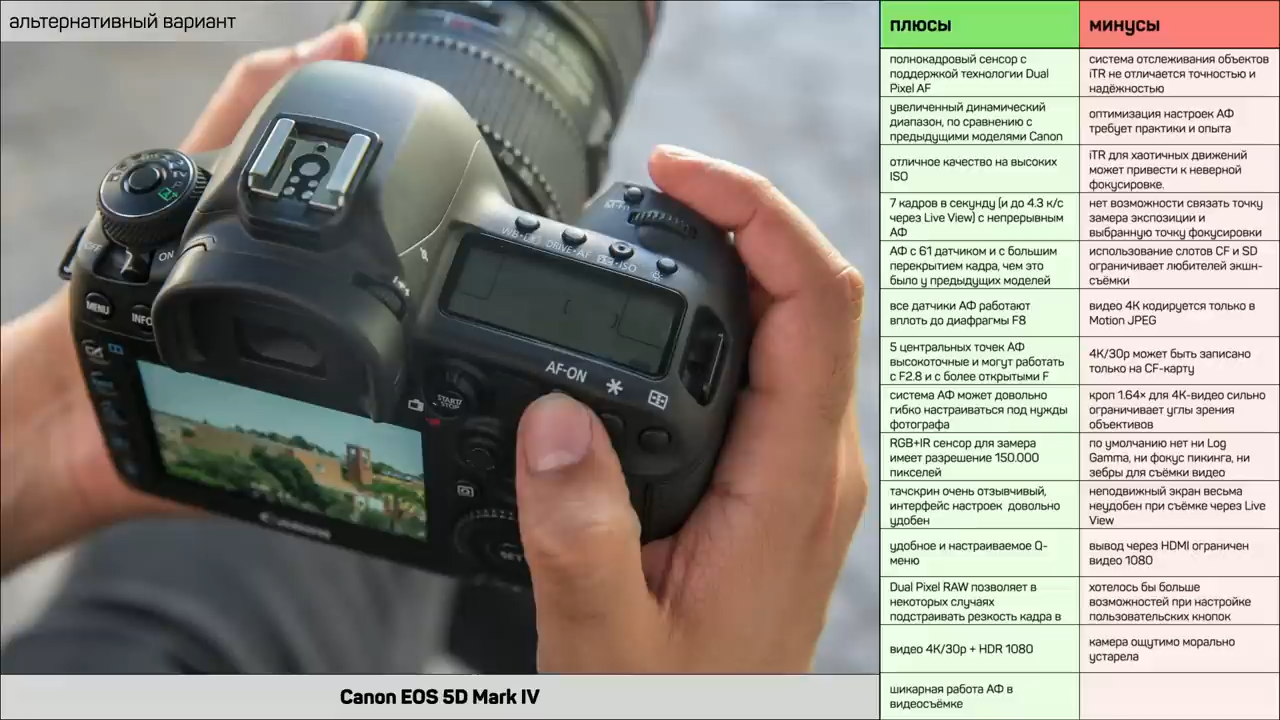 альтернативный вариант
OFF
ON
MENU
INFO
WB•
DRIVE•AF
•ISO
AF-ON
START/
STOP
SET
Canon
Canon EOS 5D Mark IV
плюсы
полнокадровый сенсор с
поддержкой технологии Dual
Pixel AF
увеличенный динамический
диапазон, по сравнению с
предыдущими моделями Canon
отличное качество на высоких
ISO
7 кадров в секунду (и до 4.3 к/с
через Live View) с непрерывным
АФ
АФ с 61 датчиком и с большим
перекрытием кадра, чем это
было у предыдущих моделей
все датчики АФ работают
вплоть до диафрагмы F8
5 центральных точек АФ
высокоточные и могут работать
с F2.8 и с более открытыми F
система АФ может довольно
гибко настраиваться под нужды
фотографа
RGB+IR сенсор для замера
имеет разрешение 150.000
пикселей
тачскрин очень отзывчивый,
интерфейс настроек довольно
удобен
удобное и настраиваемое Q-
меню
Dual Pixel RAW позволяет в
некоторых случаях
подстраивать резкость кадра в
видео 4K/30p + HDR 1080
шикарная работа АФ в
видеосъёмке
минусы
система отслеживания объектов
iTR не отличается точностью и
надёжностью
оптимизация настроек АФ
требует практики и опыта
iTR для хаотичных движений
может привести к неверной
фокусировке.
нет возможности связать точку
замера экспозиции и
выбранную точку фокусировки
использование слотов CF и SD
ограничивает любителей экшн-
съёмки
видео 4K кодируется только в
Motion JPEG
4K/30p может быть записано
только на CF-карту
кроп 1.64× для 4K-видео сильно
ограничивает углы зрения
объективов
по умолчанию нет ни Log
Gamma, ни фокус пикинга, ни
зебры для съёмки видео
неподвижный экран весьма
неудобен при съёмке через Live
View
вывод через HDMI ограничен
видео 1080
хотелось бы больше
возможностей при настройке
пользовательских кнопок
камера ощутимо морально
устарела